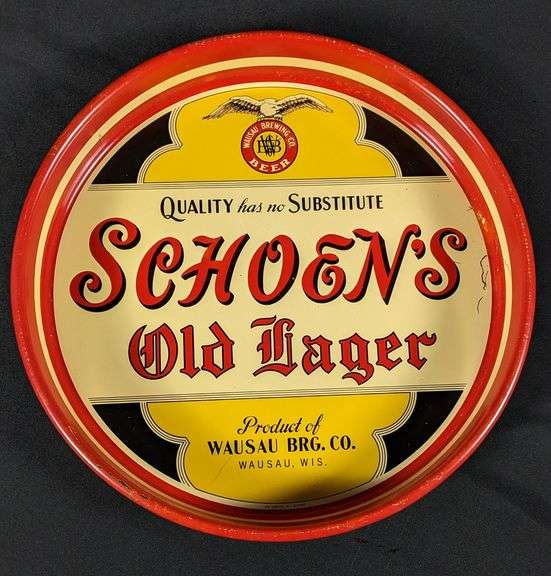 WAUSAU BREWING CO.
BEER
QUALITY has no SUBSTITUTE
SCHOEN'S
Old Lager
Product of
WAUSAU BRG. CO.
WAUSAU, WIS.